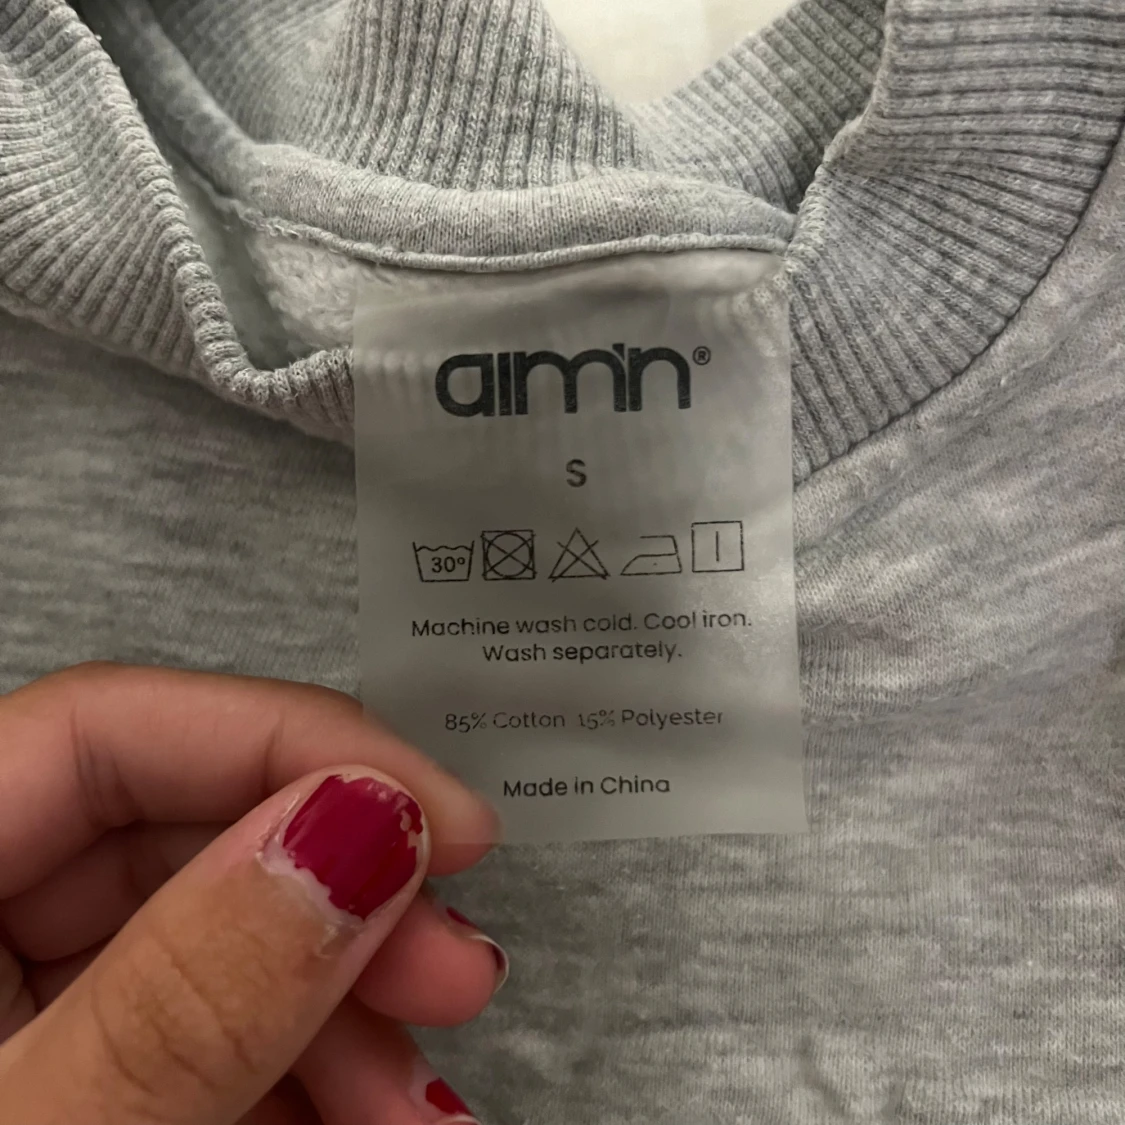 aim'n®
S
30°
Machine wash cold. Cool iron.
Wash separately.
85% Cotton 15% Polyester
Made in China